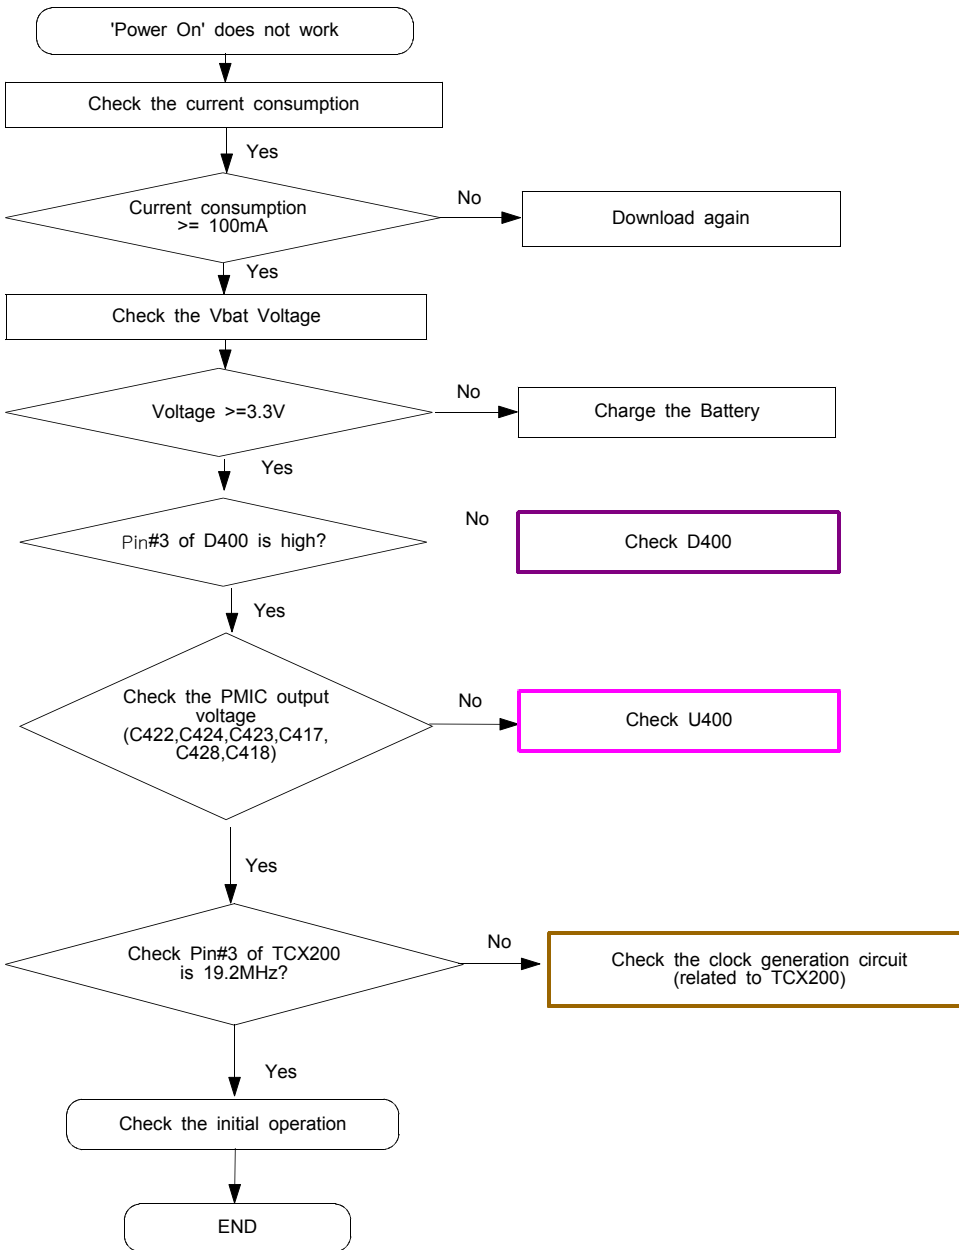 'Power On' does not work
Check the current consumption
Yes
Current consumption
>= 100mA
No
Download again
Yes
Check the Vbat Voltage
Voltage >=3.3V
No
Charge the Battery
Yes
Pin#3 of D400 is high?
No
Check D400
Yes
Check the PMIC output
voltage
(C422,C424,C423,C417,
C428,C418)
No
Check U400
Yes
Check Pin#3 of TCX200
is 19.2MHz?
No
Check the clock generation circuit
(related to TCX200)
Yes
Check the initial operation
END